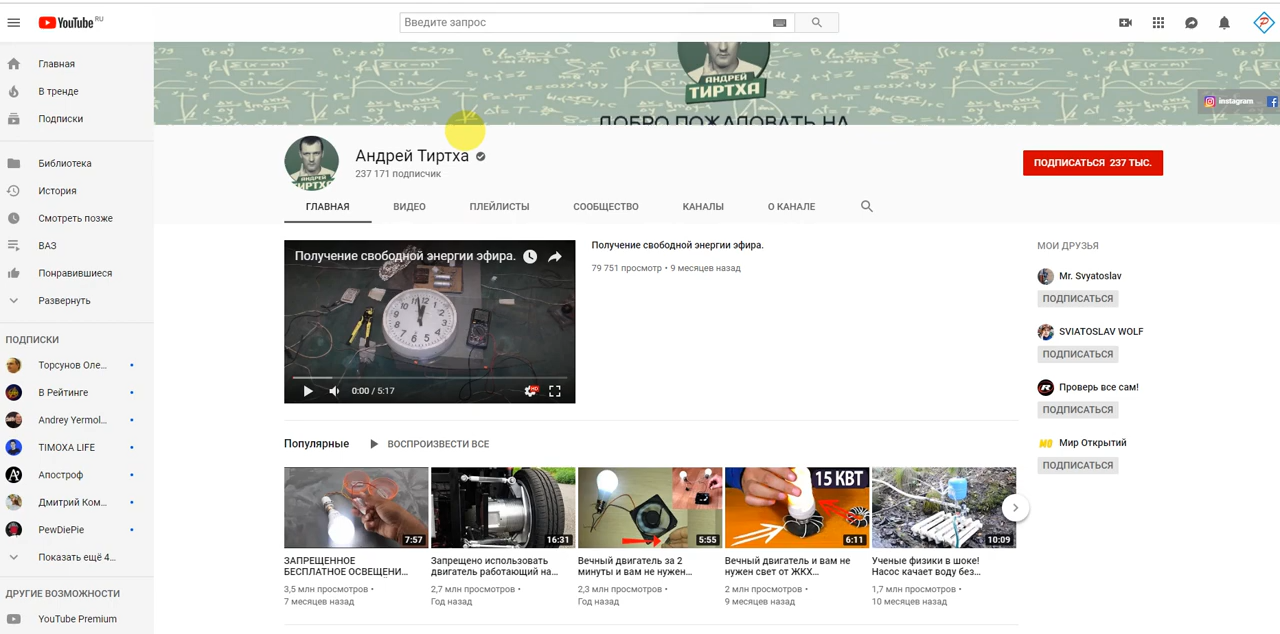 YouTube RU
Введите запрос
Главная
В тренде
Подписки
Библиотека
История
Смотреть позже
ВАЗ
Понравившиеся
Развернуть
ПОДПИСКИ
Торсунов Оле...
В Рейтинге
Andrey Yermol...
TIMOXA LIFE
Апостроф
Дмитрий Ком...
PewDiePie
Показать ещё 4...
ДРУГИЕ ВОЗМОЖНОСТИ
YouTube Premium
АНДРЕЙ
ТИРТХА
ДОБРО ПОЖАЛОВАТЬ НА
instagram
Андрей Тиртха
237 171 подписчик
ПОДПИСАТЬСЯ 237 ТЫС.
ГЛАВНАЯ
ВИДЕО
ПЛЕЙЛИСТЫ
СООБЩЕСТВО
КАНАЛЫ
О КАНАЛЕ
Получение свободной энергии эфира.
0:00 / 5:17
HD
Получение свободной энергии эфира.
79 751 просмотр • 9 месяцев назад
Популярные
ВОСПРОИЗВЕСТИ ВСЕ
7:57
ЗАПРЕЩЕННОЕ
БЕСПЛАТНОЕ ОСВЕЩЕНИ...
3,5 млн просмотров •
7 месяцев назад
16:31
Запрещено использовать
двигатель работающий на...
2,7 млн просмотров •
Год назад
5:55
Вечный двигатель за 2
минуты и вам не нужен...
2,3 млн просмотров •
Год назад
15 КВТ
6:11
Вечный двигатель и вам не
нужен свет от ЖКХ...
2 млн просмотров •
9 месяцев назад
10:09
Ученые физики в шоке!
Насос качает воду без...
1,7 млн просмотров •
10 месяцев назад
МОИ ДРУЗЬЯ
Mr. Svyatoslav
ПОДПИСАТЬСЯ
SVIATOSLAV WOLF
ПОДПИСАТЬСЯ
Проверь все сам!
ПОДПИСАТЬСЯ
Мир Открытий
ПОДПИСАТЬСЯ